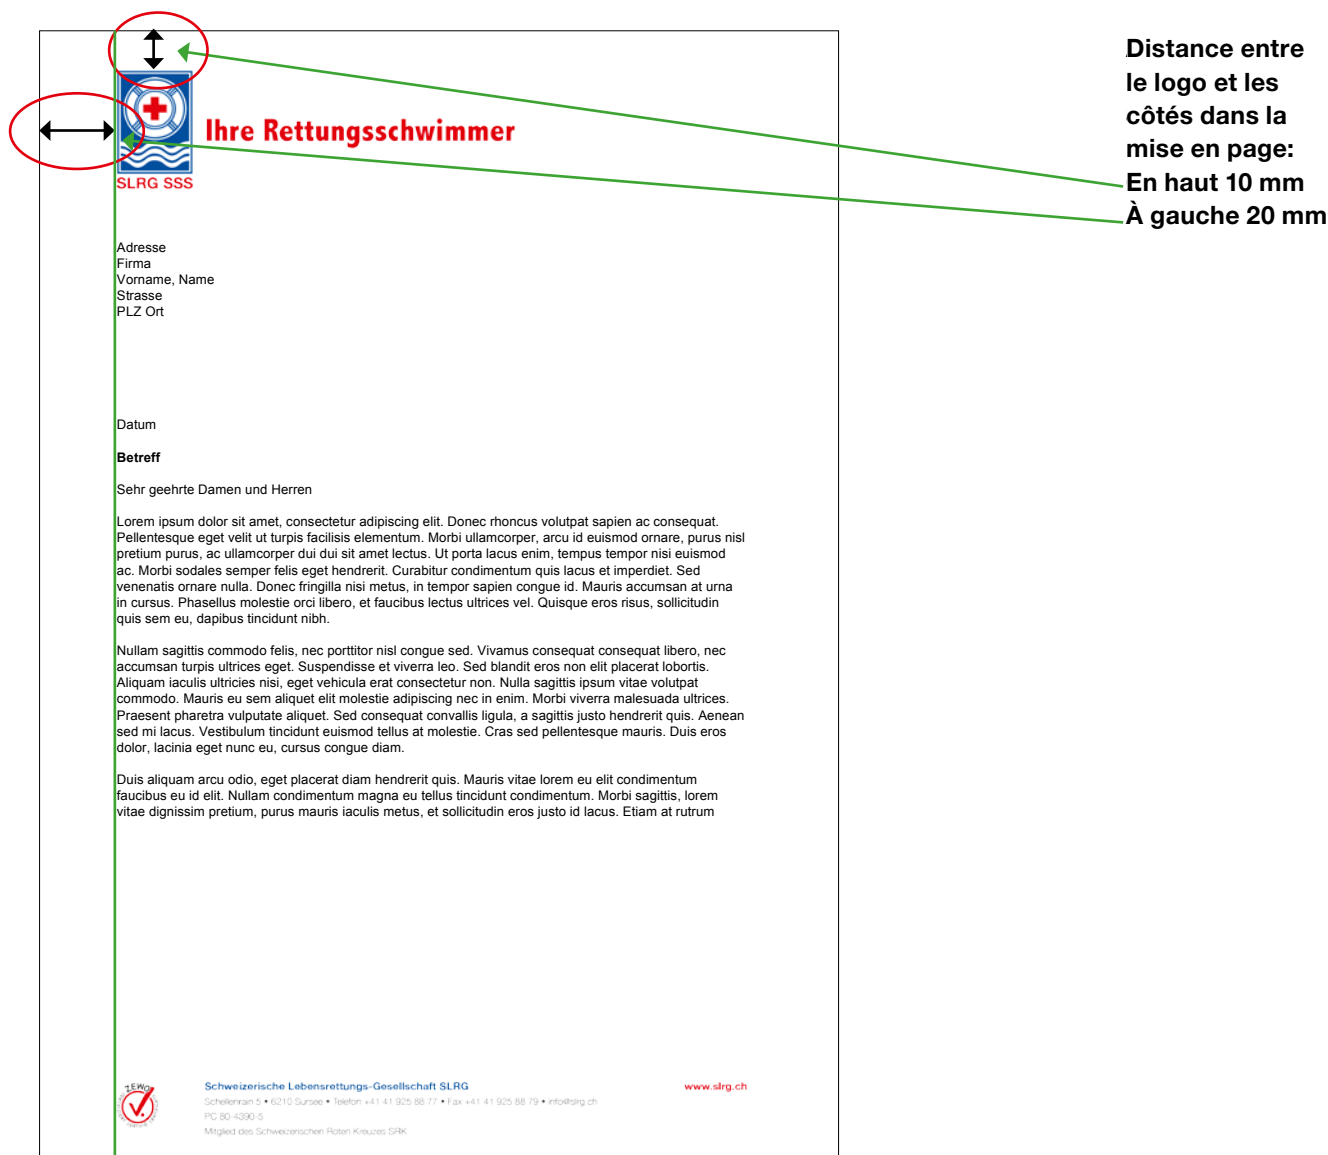 Distance entre
le logo et les
côtés dans la
mise en page:
En haut 10 mm
À gauche 20 mm
Ihre Rettungsschwimmer
SLRG SSS
Adresse
Firma
Vorname, Name
Strasse
PLZ Ort
Datum
Betreff
Sehr geehrte Damen und Herren
Lorem ipsum dolor sit amet, consectetur adipiscing elit. Donec rhoncus volutpat sapien ac consequat.
Pellentesque eget velit ut turpis facilisis elementum. Morbi ullamcorper, arcu id euismod ornare, purus nisl
pretium purus, ac ullamcorper dui dui sit amet lectus. Ut porta lacus enim, tempus tempor nisi euismod
ac. Morbi sodales semper felis eget hendrerit. Curabitur condimentum quis lacus et imperdiet. Sed
venenatis ornare nulla. Donec fringilla nisi metus, in tempor sapien congue id. Mauris accumsan at urna
in cursus. Phasellus molestie orci libero, et faucibus lectus ultrices vel. Quisque eros risus, sollicitudin
quis sem eu, dapibus tincidunt nibh.
Nullam sagittis commodo felis, nec porttitor nisl congue sed. Vivamus consequat consequat libero, nec
accumsan turpis ultrices eget. Suspendisse et viverra leo. Sed blandit eros non elit placerat lobortis.
Aliquam iaculis ultricies nisi, eget vehicula erat consectetur non. Nulla sagittis ipsum vitae volutpat
commodo. Mauris eu sem aliquet elit molestie adipiscing nec in enim. Morbi viverra malesuada ultrices.
Praesent pharetra vulputate aliquet. Sed consequat convallis ligula, a sagittis justo hendrerit quis. Aenean
sed mi lacus. Vestibulum tincidunt euismod tellus at molestie. Cras sed pellentesque mauris. Duis eros
dolor, lacinia eget nunc eu, cursus congue diam.
Duis aliquam arcu odio, eget placerat diam hendrerit quis. Mauris vitae lorem eu elit condimentum
faucibus eu id elit. Nullam condimentum magna eu tellus tincidunt condimentum. Morbi sagittis, lorem
vitae dignissim pretium, purus mauris iaculis metus, et sollicitudin eros justo id lacus. Etiam at rutrum
ZEWO
Schweizerische Lebensrettungs-Gesellschaft SLRG
www.slrg.ch
Schellenrain 5 • 6210 Sursee • Telefon +41 41 925 88 77 • Fax +41 41 925 88 79 • info@slrg.ch
PC 80-4390-5
Mitglied des Schweizerischen Roten Kreuzes SRK